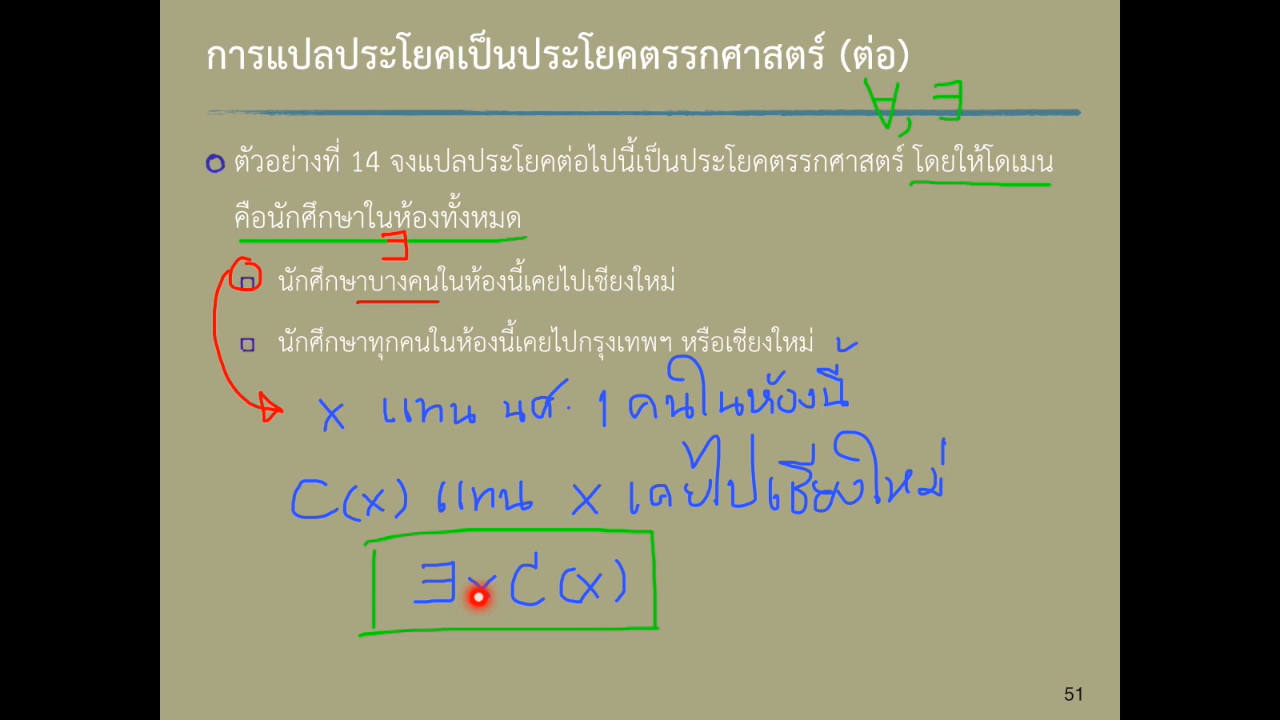 การแปลประโยคเป็นประโยคตรรกศาสตร์ (ต่อ)
∀, ∃
ตัวอย่างที่ 14 จงแปลประโยคต่อไปนี้เป็นประโยคตรรกศาสตร์ โดยให้โดเมน
คือนักศึกษาในห้องทั้งหมด
∃
นักศึกษาบางคนในห้องนี้เคยไปเชียงใหม่
นักศึกษาทุกคนในห้องนี้เคยไปกรุงเทพฯ หรือเชียงใหม่
x แทน นศ. 1 คนในห้องนี้
C(x) แทน x เคยไปเชียงใหม่
∃x C(x)
51